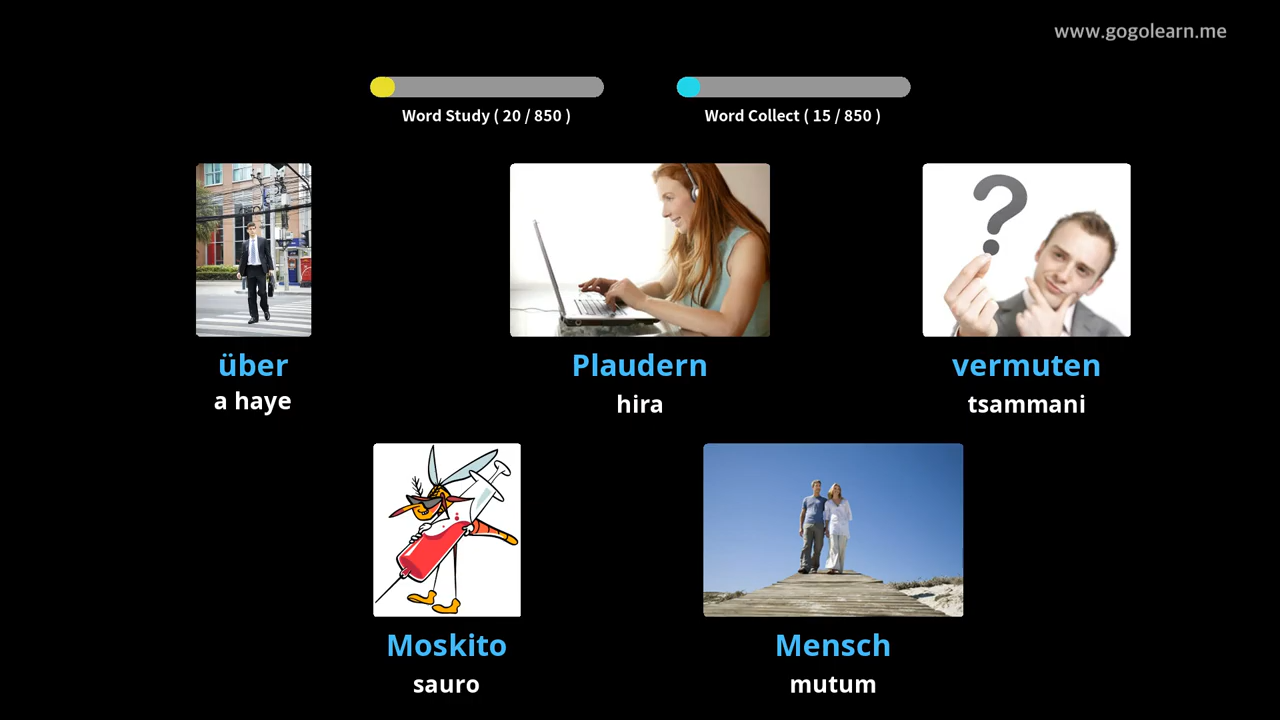 www.gogolearn.me
Word Study ( 20 / 850 )
Word Collect ( 15 / 850 )
über
a haye
Plaudern
hira
vermuten
tsammani
Moskito
sauro
Mensch
mutum